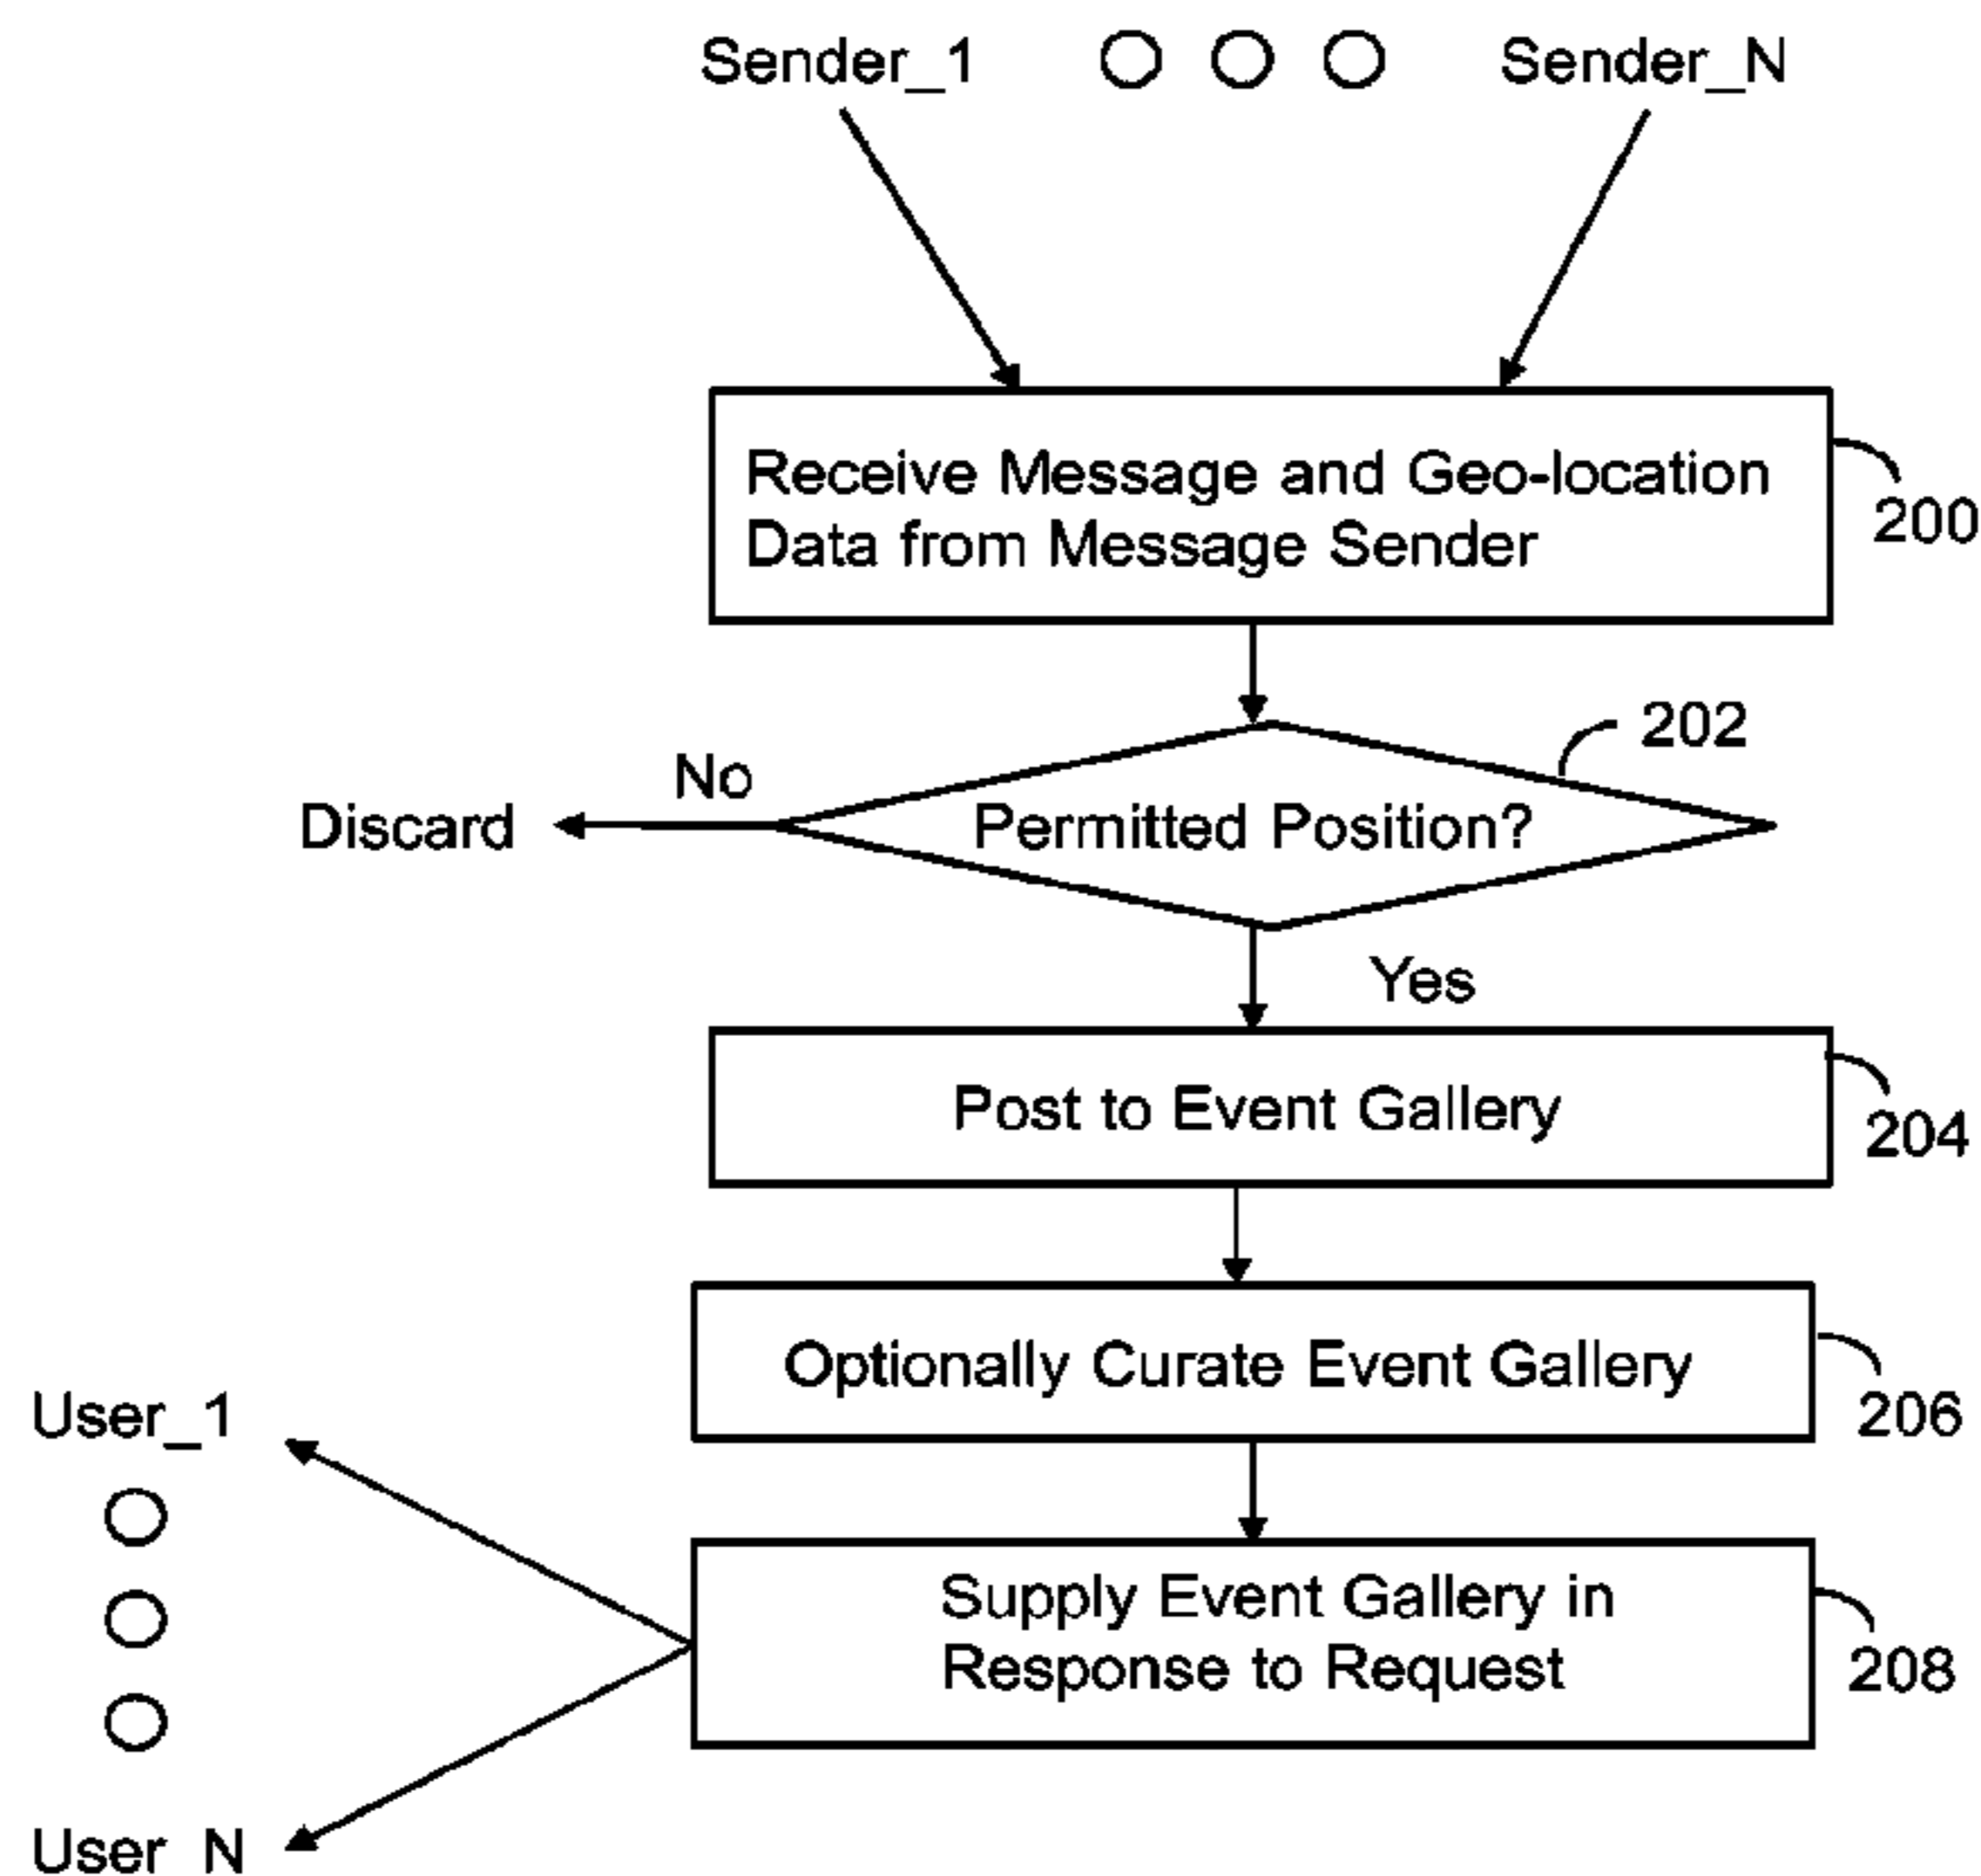 Sender_1
Sender_N
Receive Message and Geo-location
Data from Message Sender
200
202
No
Discard
Permitted Position?
Yes
Post to Event Gallery
204
Optionally Curate Event Gallery
206
User_1
Supply Event Gallery in
Response to Request
208
User_N